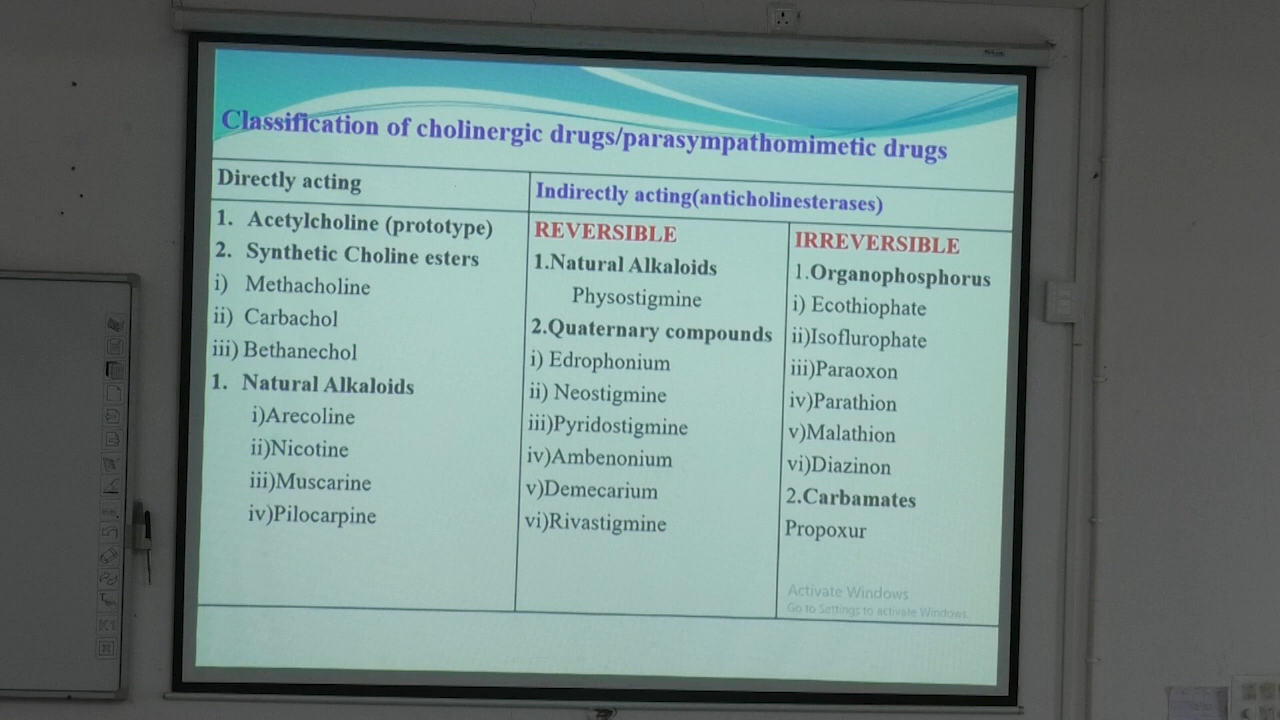 Classification of cholinergic drugs/parasympathomimetic drugs
Directly acting
1. Acetylcholine (prototype)
2. Synthetic Choline esters
i) Methacholine
ii) Carbachol
iii) Bethanechol
1. Natural Alkaloids
i)Arecoline
ii)Nicotine
iii)Muscarine
iv)Pilocarpine
Indirectly acting(anticholinesterases)
REVERSIBLE
1.Natural Alkaloids
Physostigmine
2.Quaternary compounds
i) Edrophonium
ii) Neostigmine
iii)Pyridostigmine
iv)Ambenonium
v)Demecarium
vi)Rivastigmine
IRREVERSIBLE
1.Organophosphorus
i) Ecothiophate
ii)Isoflurophate
iii)Paraoxon
iv)Parathion
v)Malathion
vi)Diazinon
2.Carbamates
Propoxur
Activate Windows
Go to Settings to activate Windows.